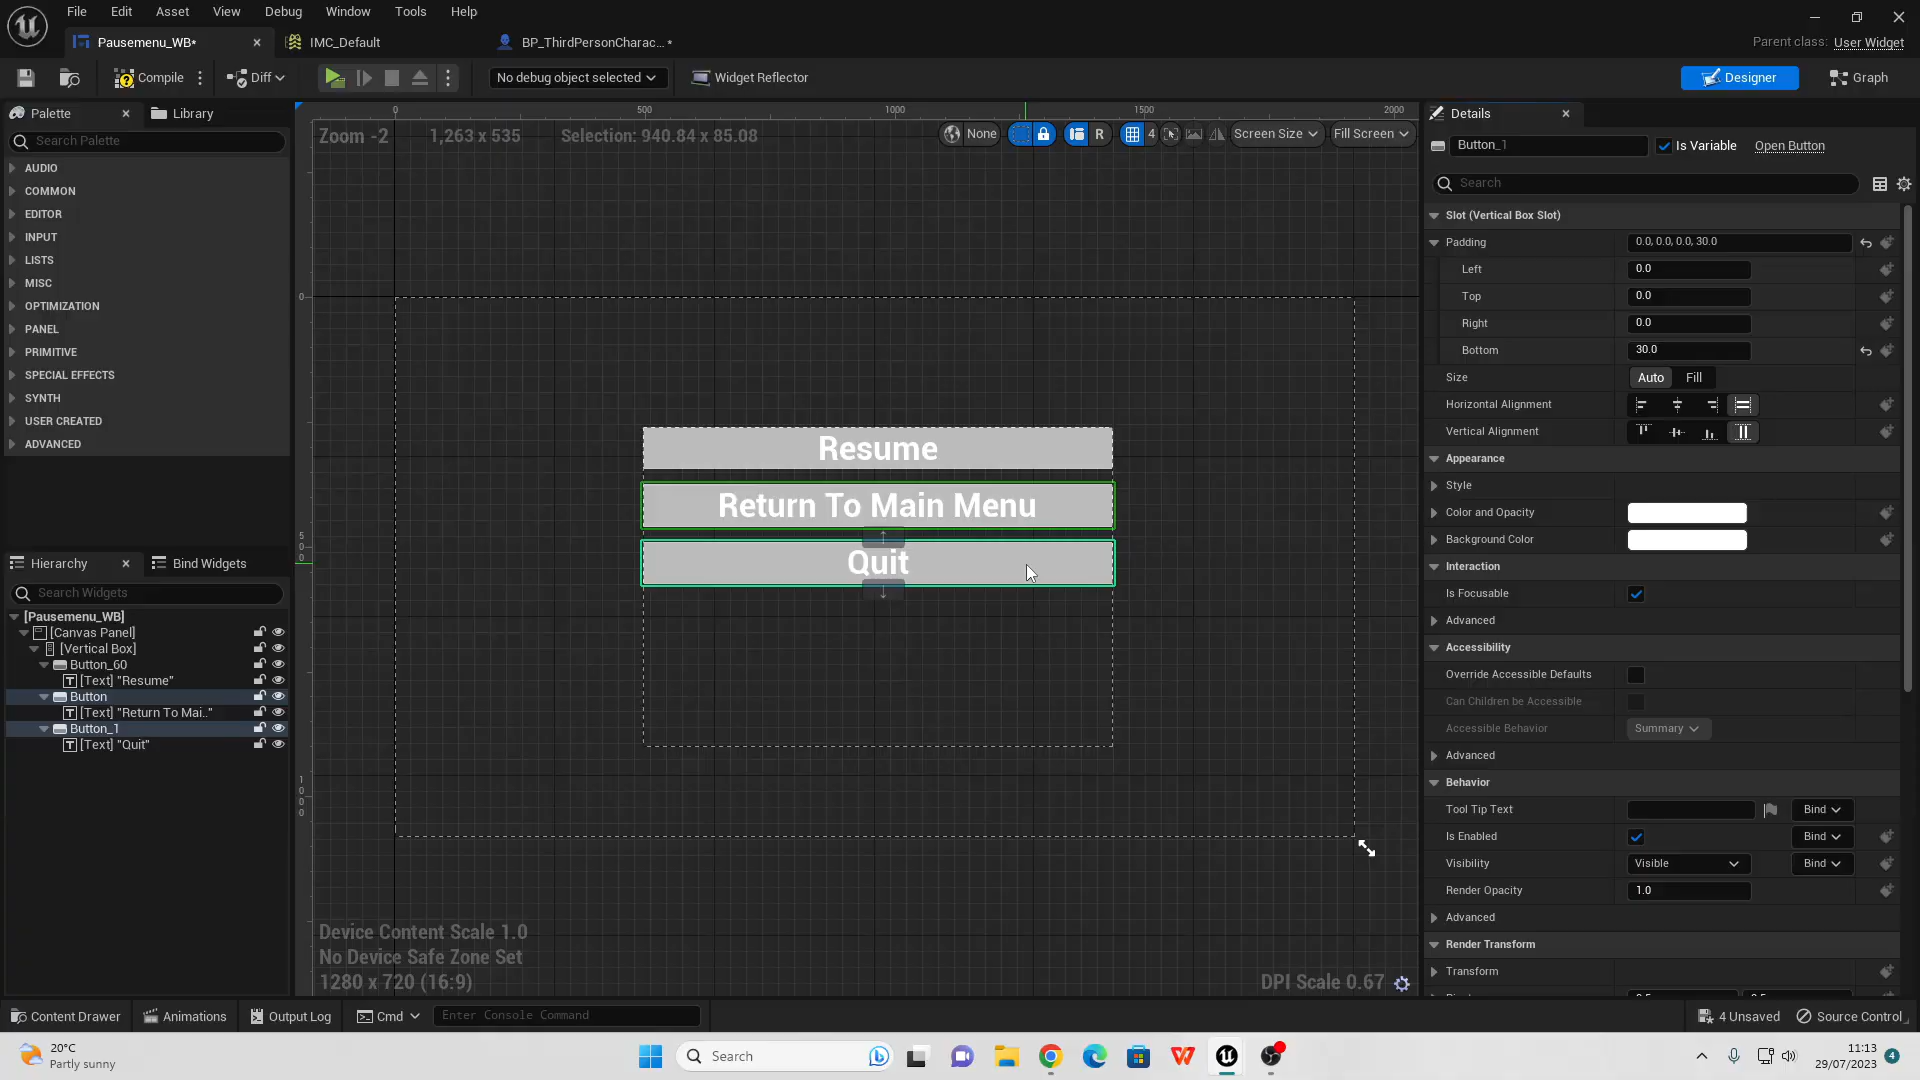 File Edit Asset View Debug Window Tools Help
Pausemenu_WB* IMC_Default BP_ThirdPersonCharac... * Parent class: User Widget
Compile Diff No debug object selected Widget Reflector Designer Graph
Palette Library
Search Palette
AUDIO
COMMON
EDITOR
INPUT
LISTS
MISC
OPTIMIZATION
PANEL
PRIMITIVE
SPECIAL EFFECTS
SYNTH
USER CREATED
ADVANCED
Hierarchy Bind Widgets
Search Widgets
[Pausemenu_WB]
[Canvas Panel]
[Vertical Box]
Button_60
[Text] "Resume"
Button
[Text] "Return To Mai.."
Button_1
[Text] "Quit"
0 500 1000 1500 2000
Zoom -2 1,263 x 535 Selection: 940.84 x 85.08 None R 4 Screen Size Fill Screen
0
500
1000
Resume
Return To Main Menu
Quit
Device Content Scale 1.0
No Device Safe Zone Set
1280 x 720 (16:9) DPI Scale 0.67
Details
Button_1 Is Variable Open Button
Search
Slot (Vertical Box Slot)
Padding 0.0, 0.0, 0.0, 30.0
Left 0.0
Top 0.0
Right 0.0
Bottom 30.0
Size Auto Fill
Horizontal Alignment
Vertical Alignment
Appearance
Style
Color and Opacity
Background Color
Interaction
Is Focusable
Advanced
Accessibility
Override Accessible Defaults
Can Children be Accessible
Accessible Behavior Summary
Advanced
Behavior
Tool Tip Text Bind
Is Enabled Bind
Visibility Visible Bind
Render Opacity 1.0
Advanced
Render Transform
Transform
Content Drawer Animations Output Log Cmd Enter Console Command 4 Unsaved Source Control
20°C
Partly sunny
Search
11:13
29/07/2023
4